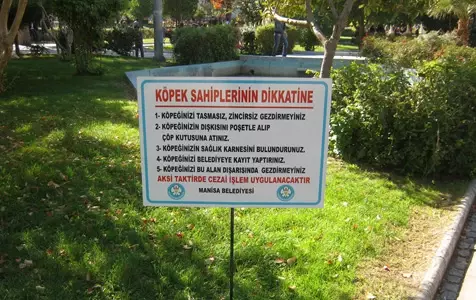 KÖPEK SAHİPLERİNİN DİKKATİNE
1- KÖPEĞİNİZİ TASMASIZ, ZİNCİRSİZ GEZDİRMEYİNİZ
2- KÖPEĞİNİZİN DIŞKISINI POŞETLE ALIP
ÇÖP KUTUSUNA ATINIZ.
3- KÖPEĞİNİZİN SAĞLIK KARNESİNİ BULUNDURUNUZ.
4- KÖPEĞİNİZİ BELEDİYEYE KAYIT YAPTIRINIZ.
5- KÖPEĞİNİZİ BU ALAN DIŞARISINDA GEZDİRMEYİNİZ
AKSİ TAKTİRDE CEZAİ İŞLEM UYGULANACAKTIR
MANİSA BELEDİYESİ